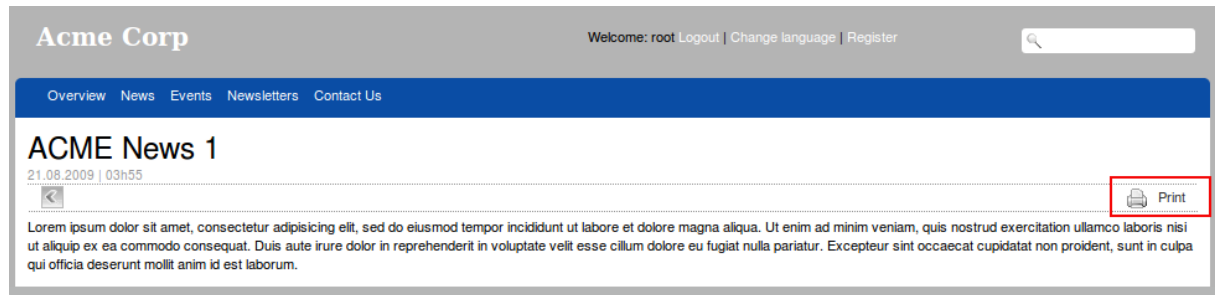 Acme Corp
Welcome: root Logout | Change language | Register
Overview News Events Newsletters Contact Us
ACME News 1
21.08.2009 | 03h55
Print
Lorem ipsum dolor sit amet, consectetur adipisicing elit, sed do eiusmod tempor incididunt ut labore et dolore magna aliqua. Ut enim ad minim veniam, quis nostrud exercitation ullamco laboris nisi
ut aliquip ex ea commodo consequat. Duis aute irure dolor in reprehenderit in voluptate velit esse cillum dolore eu fugiat nulla pariatur. Excepteur sint occaecat cupidatat non proident, sunt in culpa
qui officia deserunt mollit anim id est laborum.